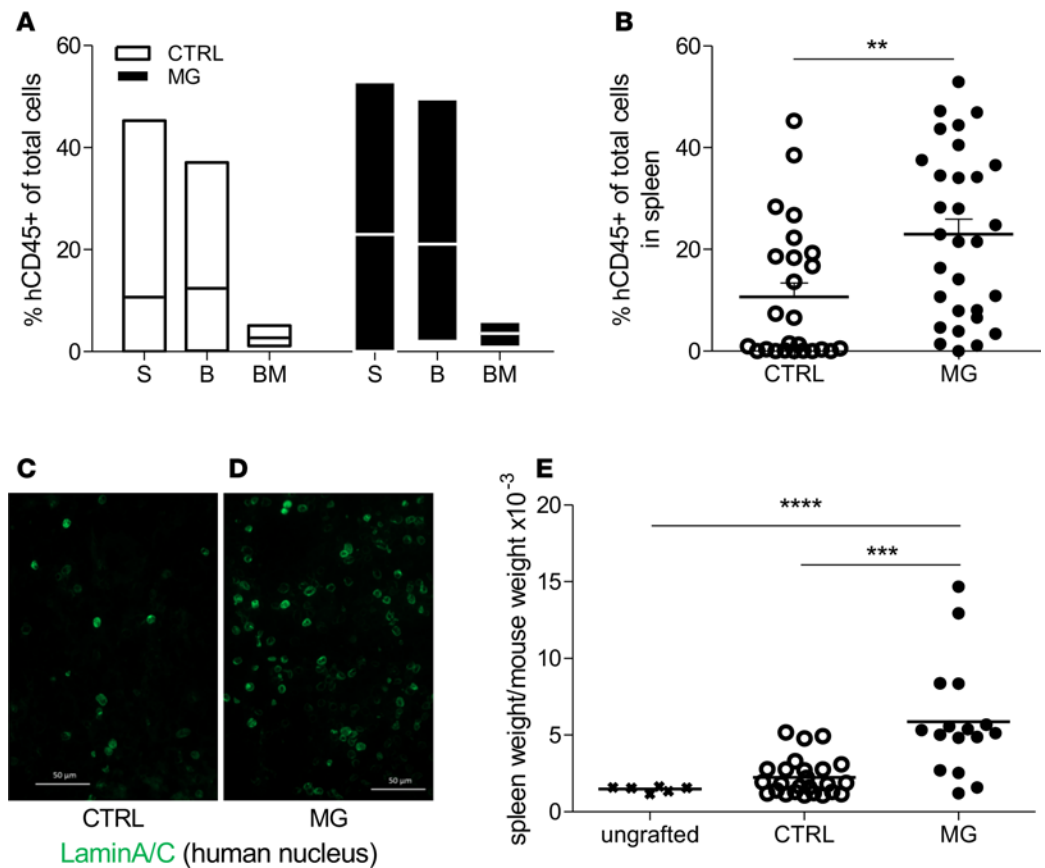 A
% hCD45+ of total cells
60
40
20
0
CTRL
MG
S B BM S B BM
B
% hCD45+ of total cells
in spleen
60
40
20
0
**
CTRL MG
C D
50 µm 50 µm
CTRL MG
LaminA/C (human nucleus)
E
spleen weight/mouse weight x10-3
20
15
10
5
0
****
***
ungrafted CTRL MG